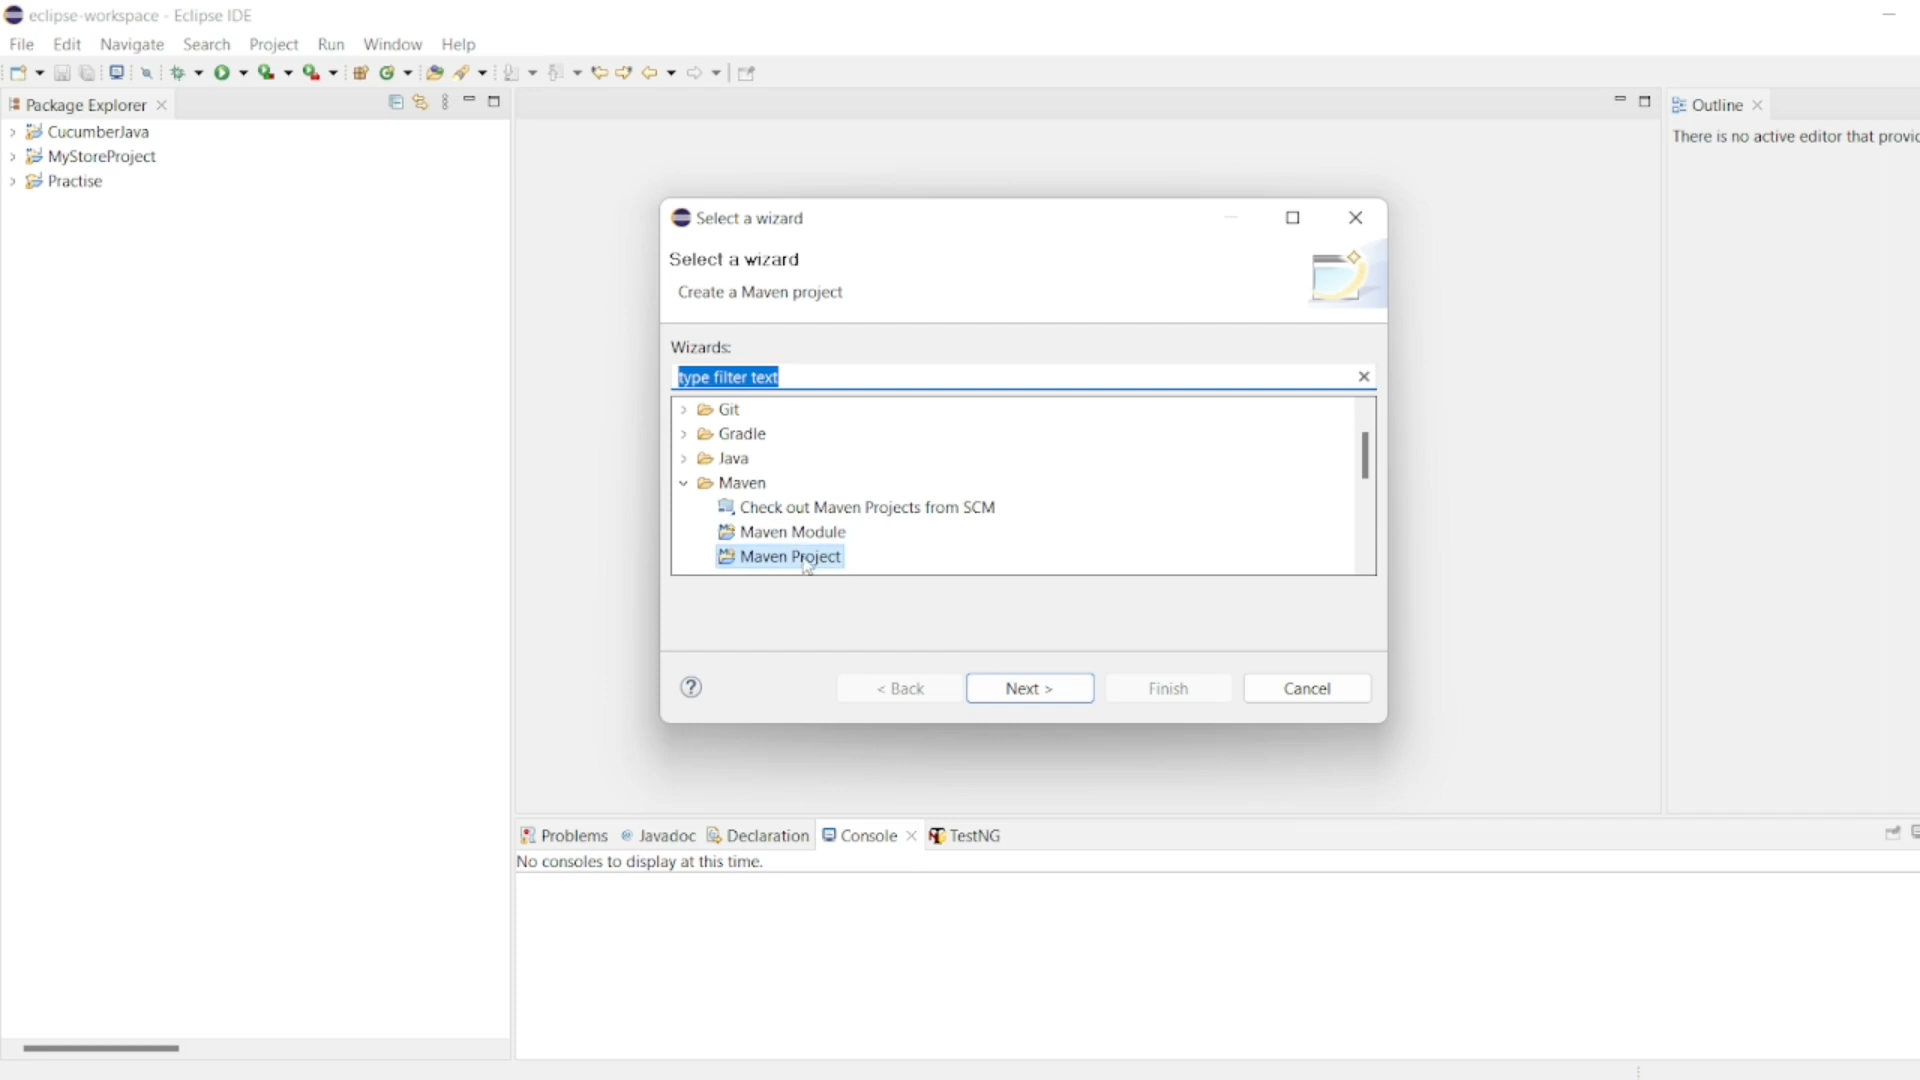 eclipse-workspace - Eclipse IDE
File Edit Navigate Search Project Run Window Help
Package Explorer
CucumberJava
MyStoreProject
Practise
Outline
There is no active editor that
Select a wizard
Select a wizard
Create a Maven project
Wizards:
type filter text
Git
Gradle
Java
Maven
Check out Maven Projects from SCM
Maven Module
Maven Project
? < Back Next > Finish Cancel
Problems Javadoc Declaration Console TestNG
No consoles to display at this time.